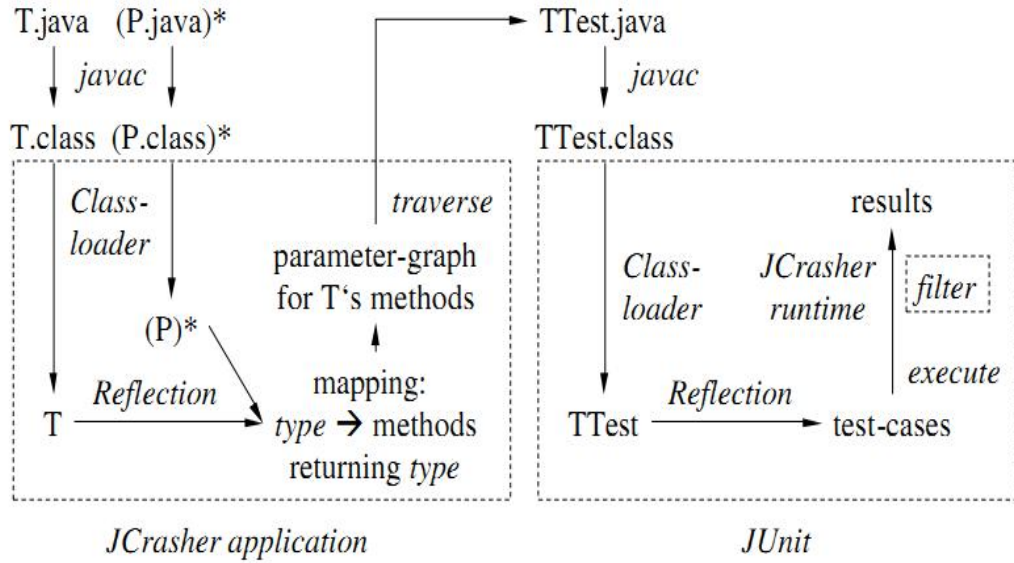 T.java (P.java)*
javac
T.class (P.class)*
Class-
loader
(P)*
T
Reflection
mapping:
type → methods
returning type
parameter-graph
for T‘s methods
traverse
JCrasher application
TTest.java
javac
TTest.class
Class-
loader
TTest
Reflection
test-cases
execute
JCrasher
runtime
filter
results
JUnit